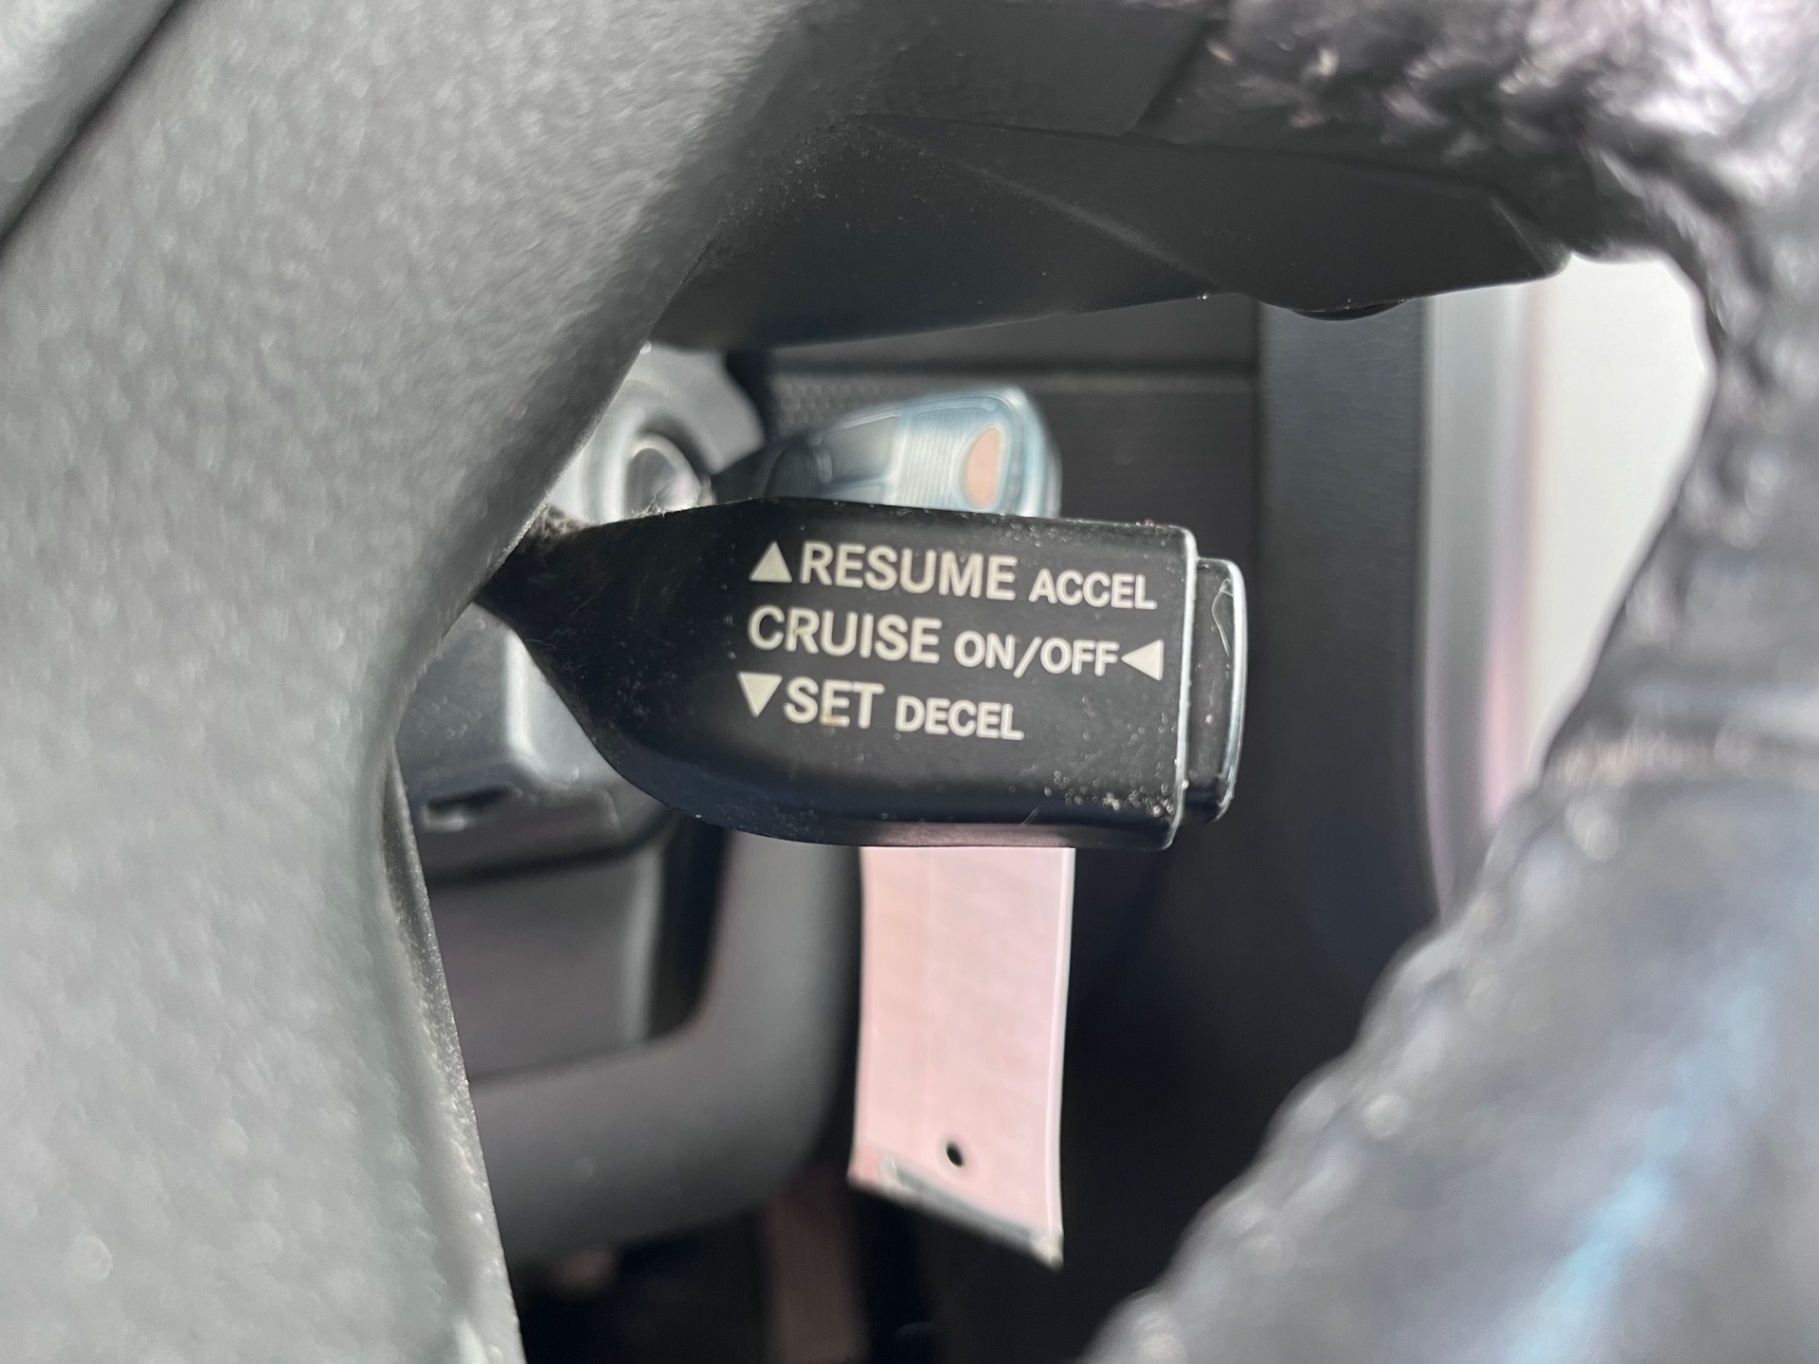 ▲RESUME ACCEL
CRUISE ON/OFF◀
▼SET DECEL